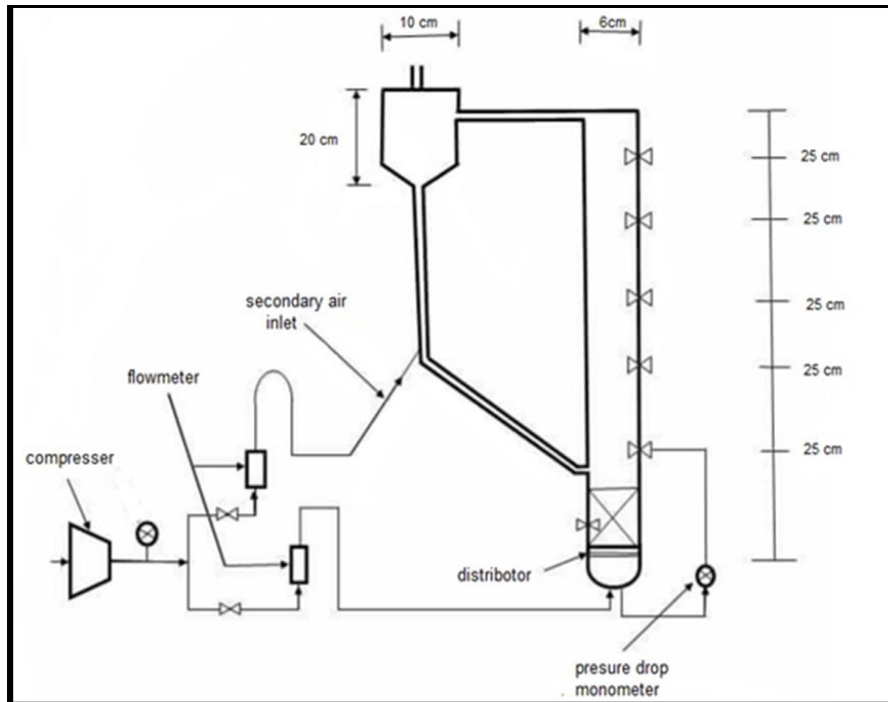 10 cm
6cm
20 cm
25 cm
25 cm
secondary air
inlet
25 cm
flowmeter
25 cm
compresser
25 cm
distribotor
presure drop
monometer